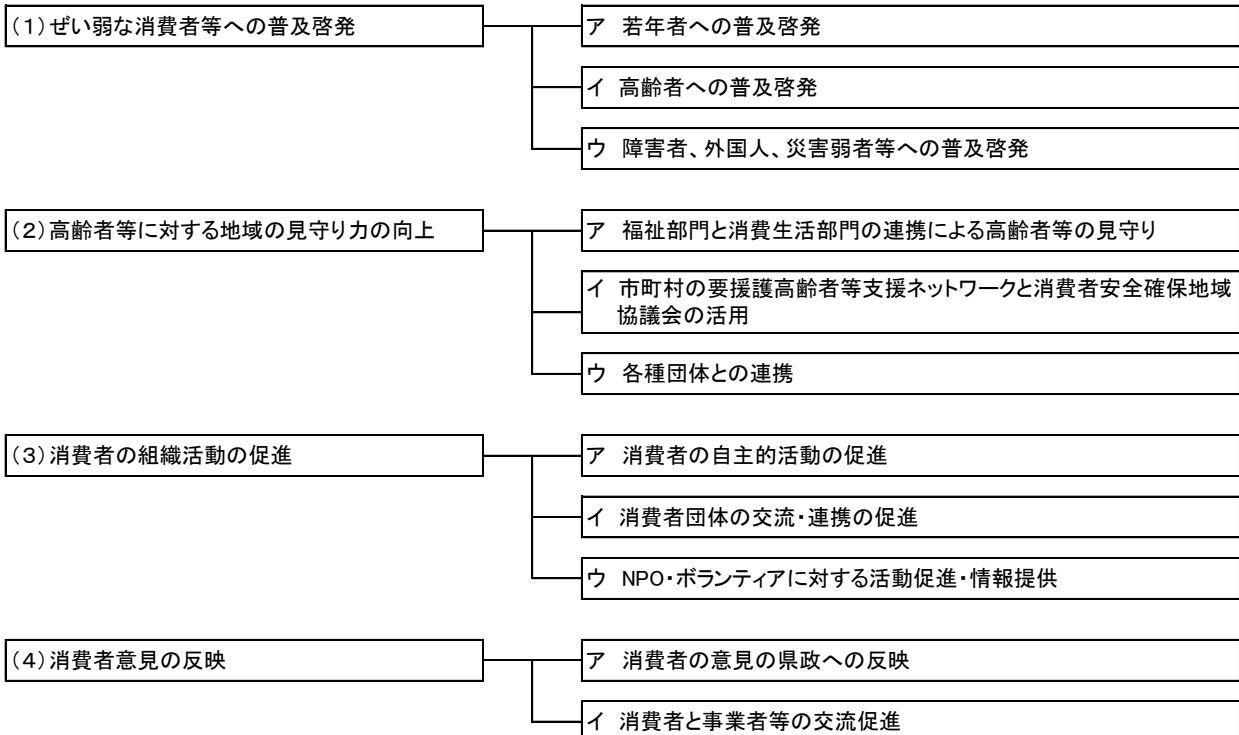 (1)ぜい弱な消費者等への普及啓発
ア 若年者への普及啓発
イ 高齢者への普及啓発
ウ 障害者、外国人、災害弱者等への普及啓発
(2)高齢者等に対する地域の見守り力の向上
ア 福祉部門と消費生活部門の連携による高齢者等の見守り
イ 市町村の要援護高齢者等支援ネットワークと消費者安全確保地域
協議会の活用
ウ 各種団体との連携
(3)消費者の組織活動の促進
ア 消費者の自主的活動の促進
イ 消費者団体の交流・連携の促進
ウ NPO・ボランティアに対する活動促進・情報提供
(4)消費者意見の反映
ア 消費者の意見の県政への反映
イ 消費者と事業者等の交流促進